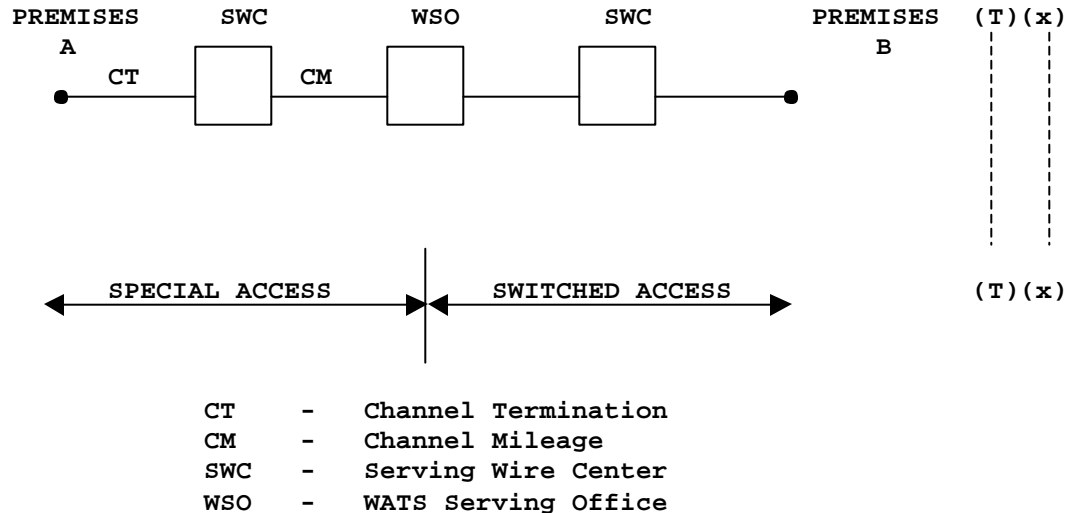 PREMISES SWC WSO SWC PREMISES (T)(x)
A B
CT CM
SPECIAL ACCESS SWITCHED ACCESS (T)(x)
CT - Channel Termination
CM - Channel Mileage
SWC - Serving Wire Center
WSO - WATS Serving Office